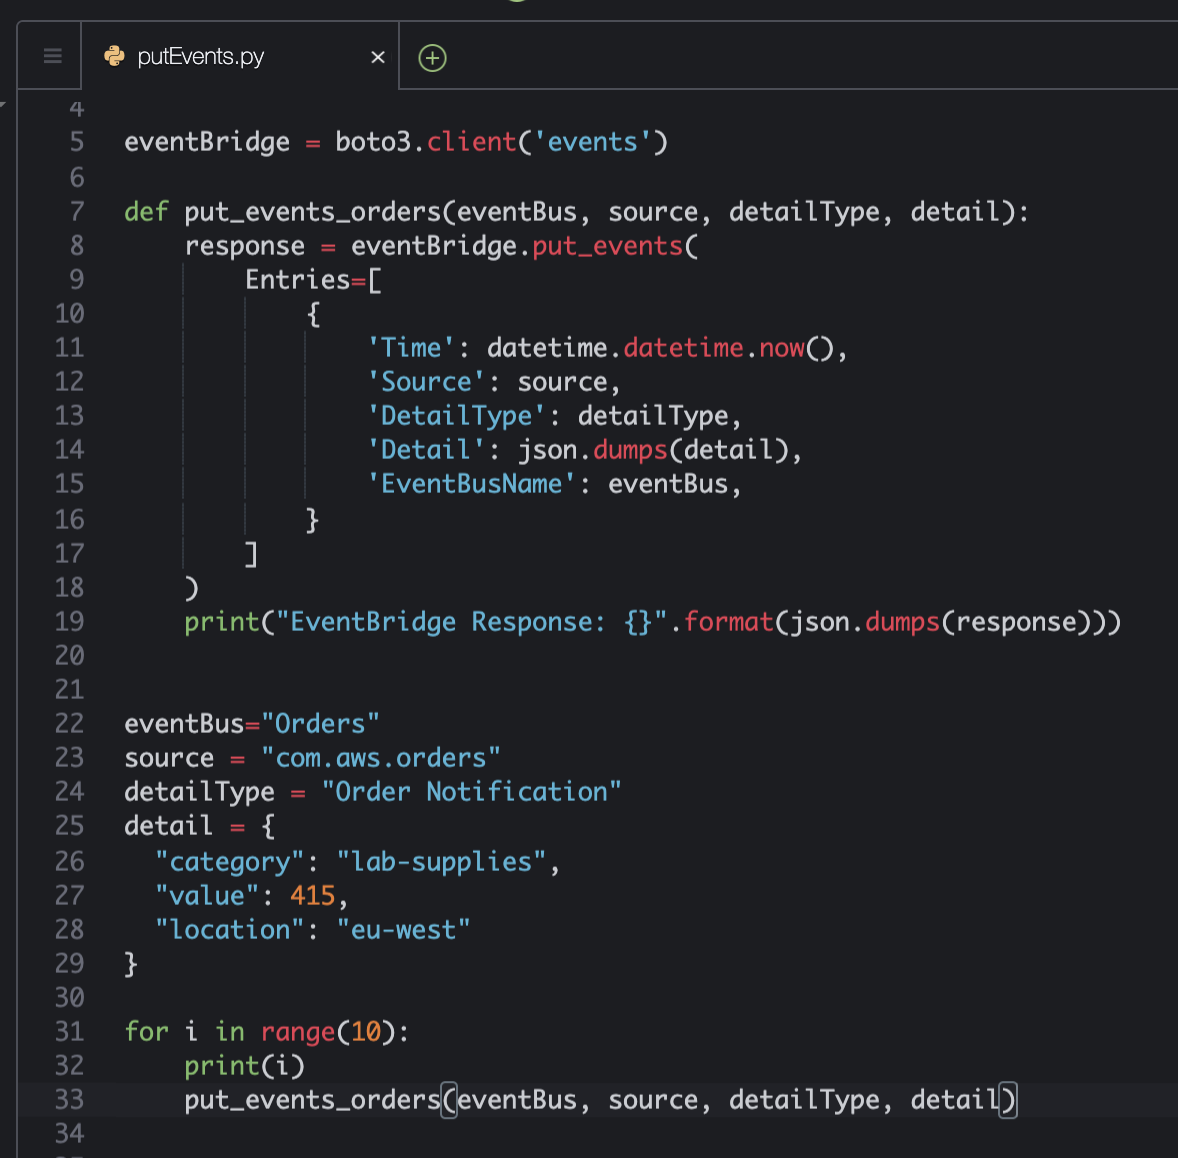 putEvents.py ×
4
5 eventBridge = boto3.client('events')
6
7 def put_events_orders(eventBus, source, detailType, detail):
8     response = eventBridge.put_events(
9         Entries=[
10             {
11                 'Time': datetime.datetime.now(),
12                 'Source': source,
13                 'DetailType': detailType,
14                 'Detail': json.dumps(detail),
15                 'EventBusName': eventBus,
16             }
17         ]
18     )
19     print("EventBridge Response: {}".format(json.dumps(response)))
20
21
22 eventBus="Orders"
23 source = "com.aws.orders"
24 detailType = "Order Notification"
25 detail = {
26   "category": "lab-supplies",
27   "value": 415,
28   "location": "eu-west"
29 }
30
31 for i in range(10):
32     print(i)
33     put_events_orders(eventBus, source, detailType, detail)
34